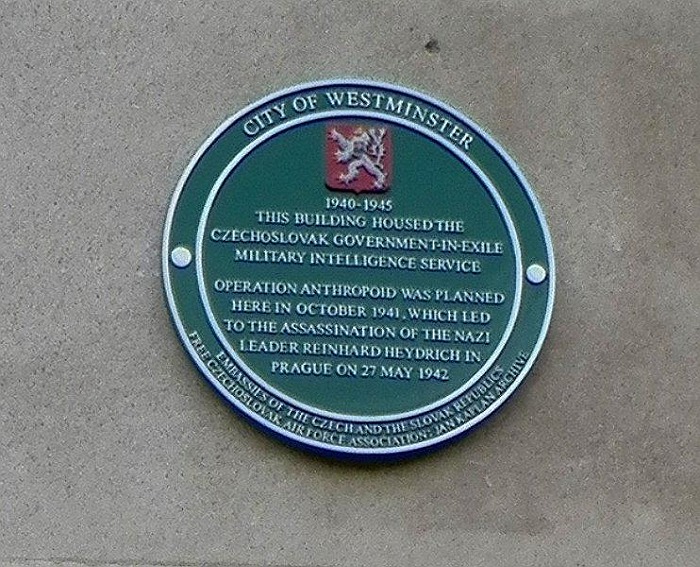 CITY OF WESTMINSTER
1940-1945
THIS BUILDING HOUSED THE
CZECHOSLOVAK GOVERNMENT-IN-EXILE
MILITARY INTELLIGENCE SERVICE
OPERATION ANTHROPOID WAS PLANNED
HERE IN OCTOBER 1941, WHICH LED
TO THE ASSASSINATION OF THE NAZI
LEADER REINHARD HEYDRICH IN
PRAGUE ON 27 MAY 1942
EMBASSIES OF THE CZECH AND THE SLOVAK REPUBLICS
FREE CZECHOSLOVAK AIR FORCE ASSOCIATION: JAN KAPLAN ARCHIVE